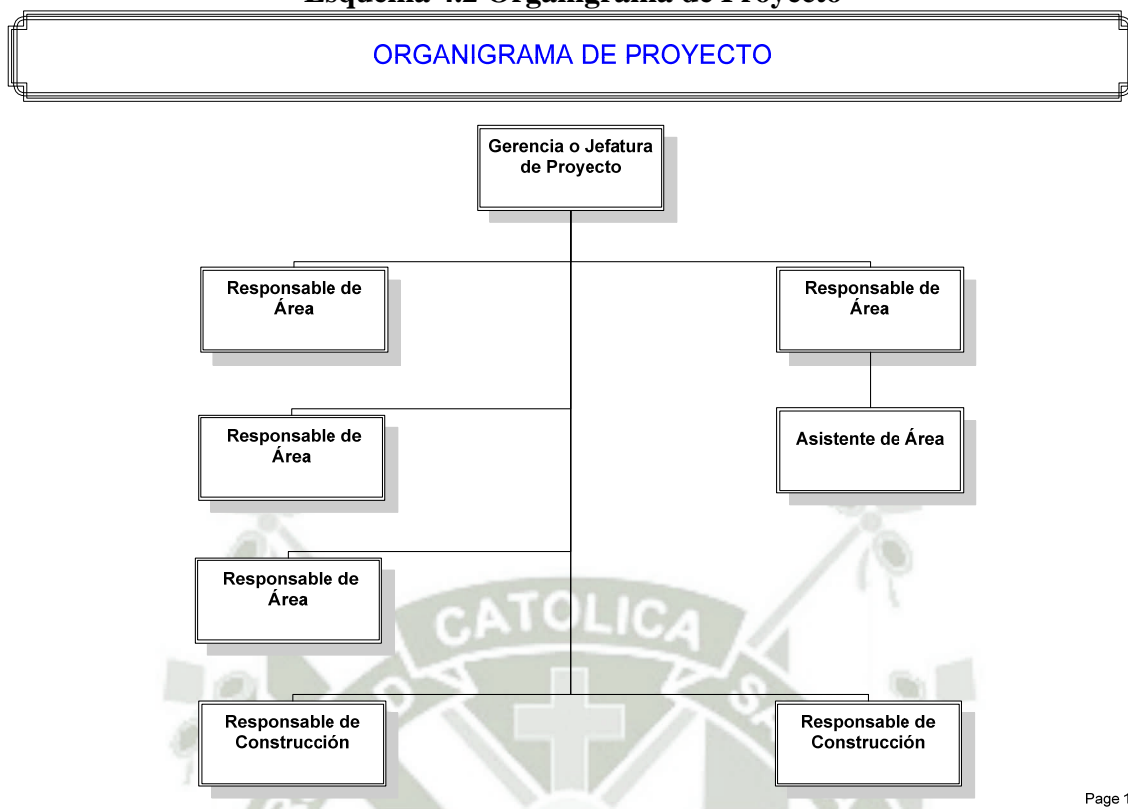 Esquema 4.2 Organigrama de Proyecto
ORGANIGRAMA DE PROYECTO
Gerencia o Jefatura
de Proyecto
Responsable de
Área
Responsable de
Área
Responsable de
Área
Asistente de Área
Responsable de
Área
CATOLICA
Responsable de
Construcción
Responsable de
Construcción
Page 1